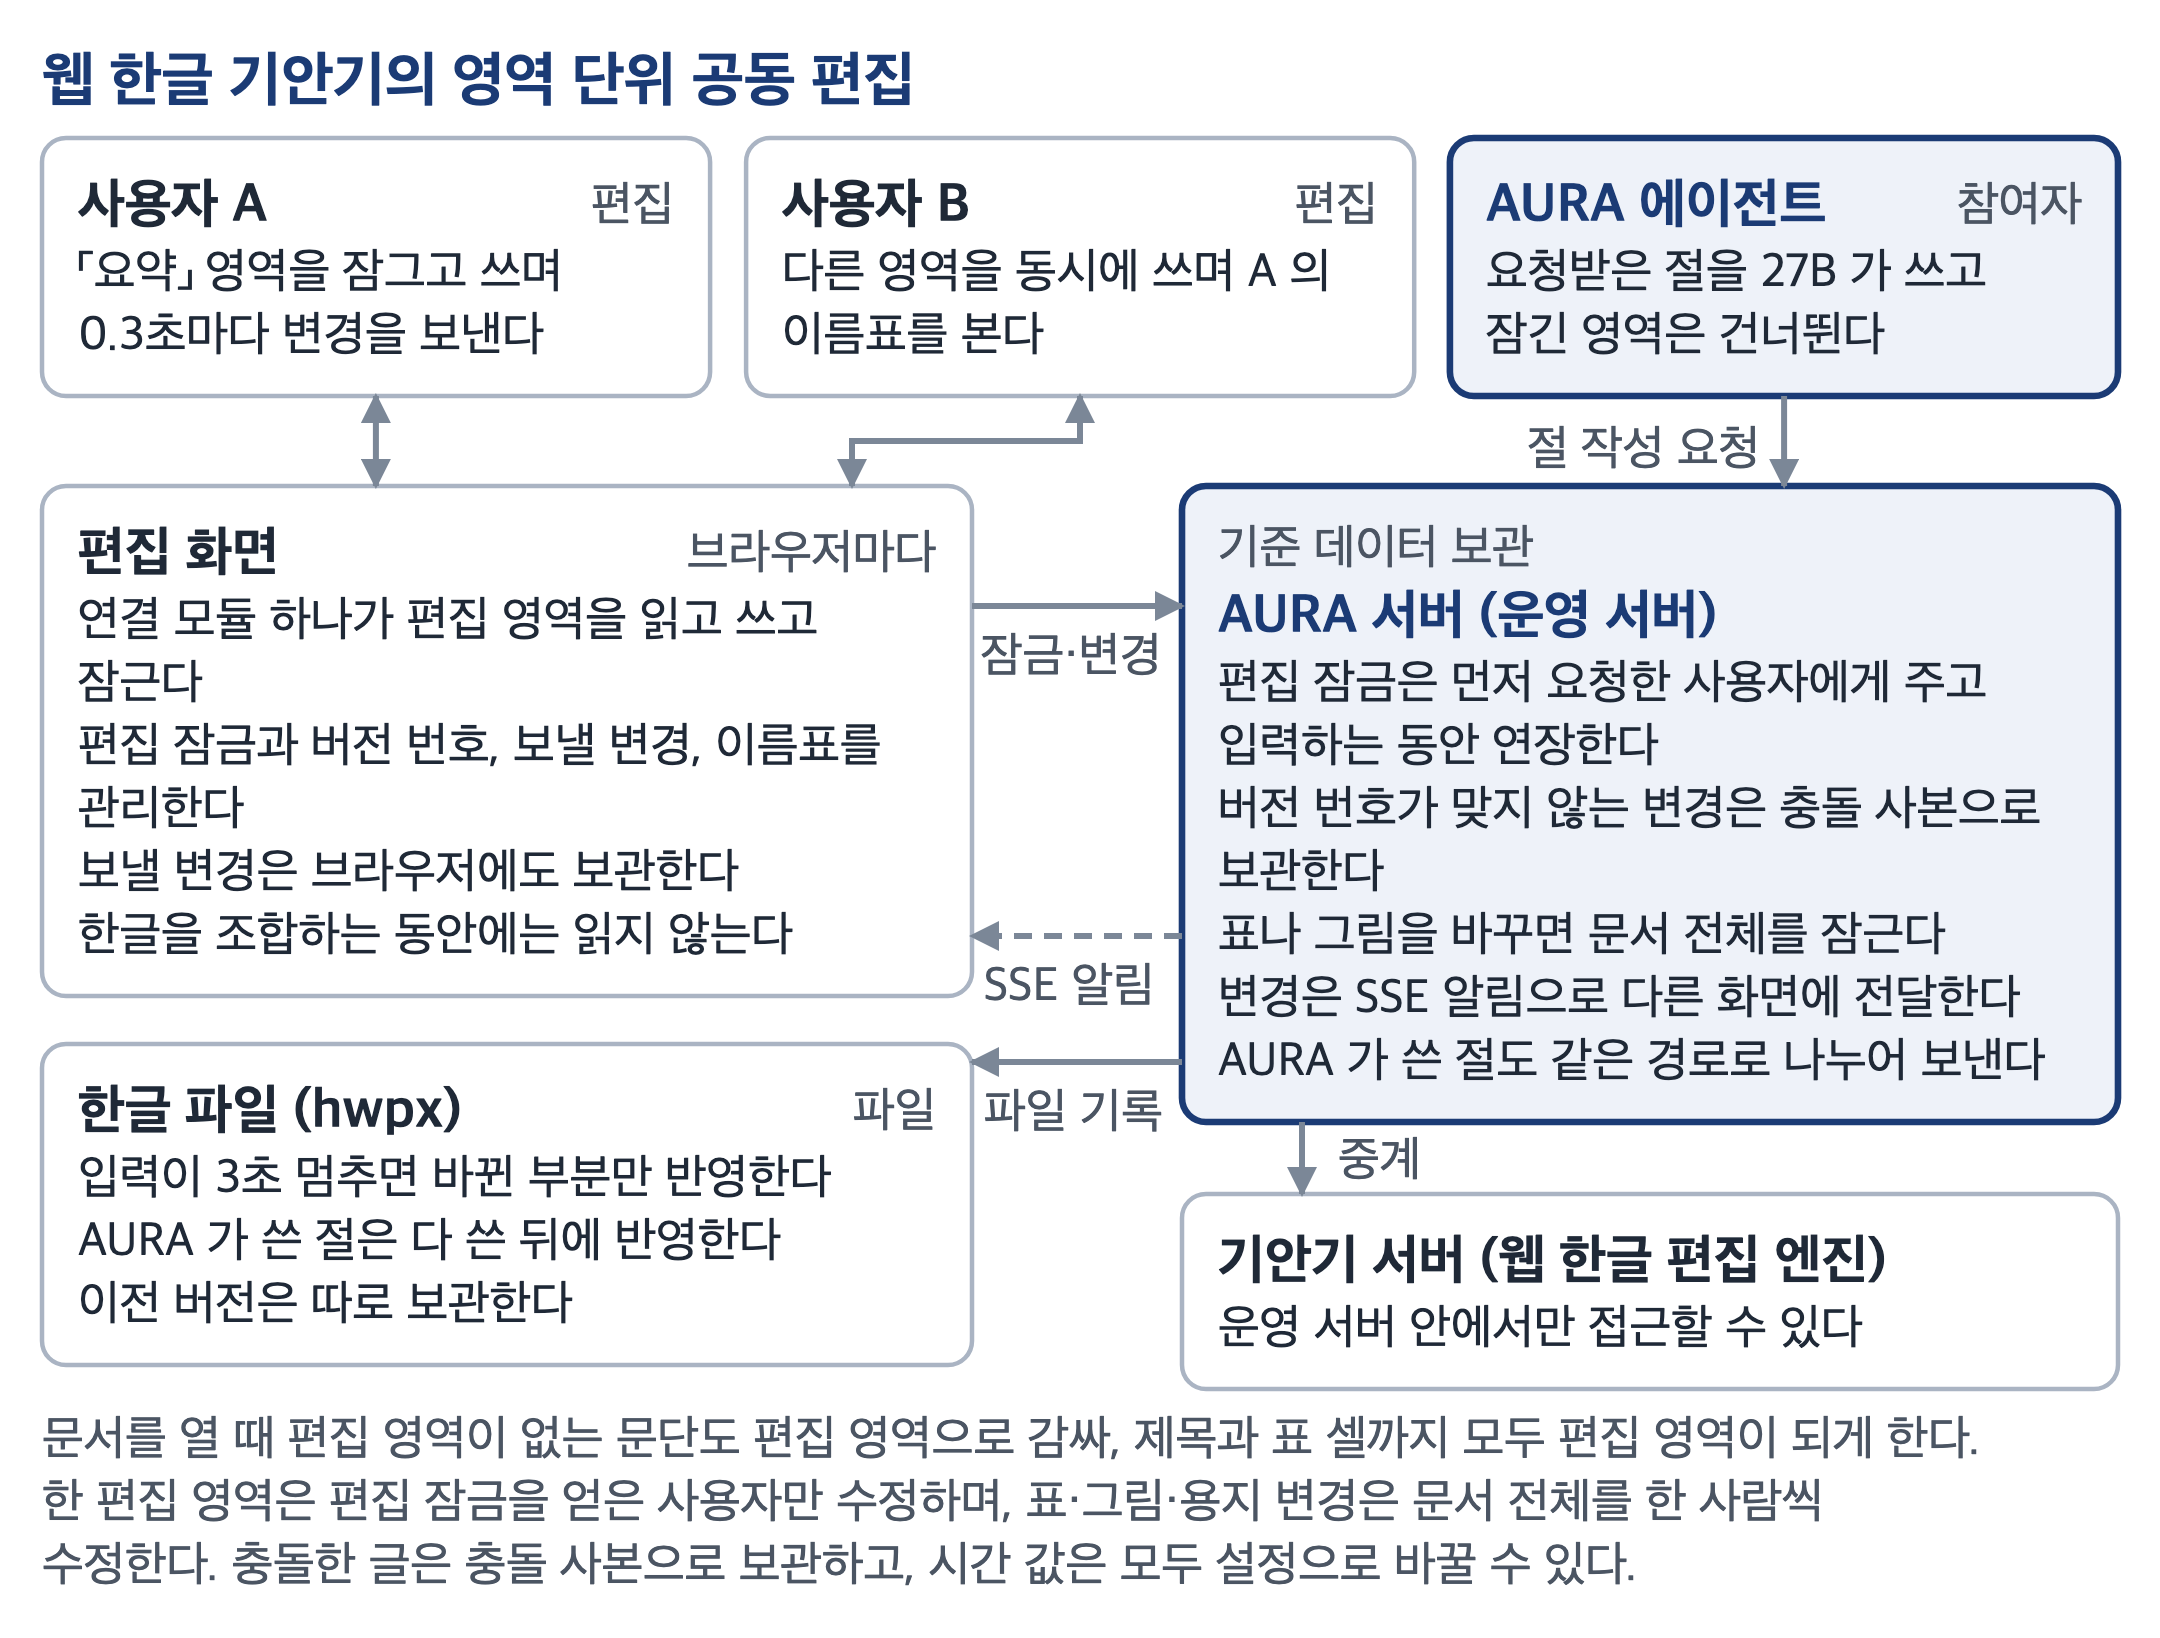 웹 한글 기안기의 영역 단위 공동 편집
사용자 A
편집
「요약」 영역을 잠그고 쓰며
0.3초마다 변경을 보낸다
사용자 B
편집
다른 영역을 동시에 쓰며 A 의
이름표를 본다
AURA 에이전트
참여자
요청받은 절을 27B 가 쓰고
잠긴 영역은 건너뛴다
절 작성 요청
편집 화면
브라우저마다
연결 모듈 하나가 편집 영역을 읽고 쓰고
잠근다
편집 잠금과 버전 번호, 보낼 변경, 이름표를
관리한다
보낼 변경은 브라우저에도 보관한다
한글을 조합하는 동안에는 읽지 않는다
잠금·변경
SSE 알림
파일 기록
기준 데이터 보관
AURA 서버 (운영 서버)
편집 잠금은 먼저 요청한 사용자에게 주고
입력하는 동안 연장한다
버전 번호가 맞지 않는 변경은 충돌 사본으로
보관한다
표나 그림을 바꾸면 문서 전체를 잠근다
변경은 SSE 알림으로 다른 화면에 전달한다
AURA 가 쓴 절도 같은 경로로 나누어 보낸다
한글 파일 (hwpx)
파일
입력이 3초 멈추면 바뀐 부분만 반영한다
AURA 가 쓴 절은 다 쓴 뒤에 반영한다
이전 버전은 따로 보관한다
중계
기안기 서버 (웹 한글 편집 엔진)
운영 서버 안에서만 접근할 수 있다
문서를 열 때 편집 영역이 없는 문단도 편집 영역으로 감싸, 제목과 표 셀까지 모두 편집 영역이 되게 한다.
한 편집 영역은 편집 잠금을 얻은 사용자만 수정하며, 표·그림·용지 변경은 문서 전체를 한 사람씩
수정한다. 충돌한 글은 충돌 사본으로 보관하고, 시간 값은 모두 설정으로 바꿀 수 있다.